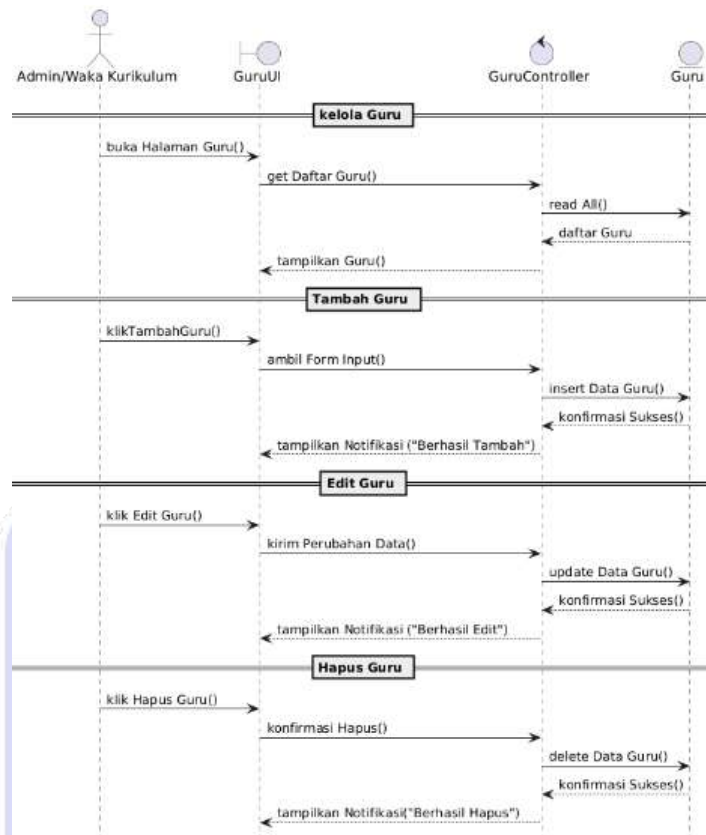 Admin/Waka Kurikulum GuruUI GuruController Guru
kelola Guru
buka Halaman Guru()
get Daftar Guru()
read All()
daftar Guru
tampilkan Guru()
Tambah Guru
klikTambahGuru()
ambil Form Input()
insert Data Guru()
konfirmasi Sukses()
tampilkan Notifikasi ("Berhasil Tambah")
Edit Guru
klik Edit Guru()
kirim Perubahan Data()
update Data Guru()
konfirmasi Sukses()
tampilkan Notifikasi ("Berhasil Edit")
Hapus Guru
klik Hapus Guru()
konfirmasi Hapus()
delete Data Guru()
konfirmasi Sukses()
tampilkan Notifikasi("Berhasil Hapus")